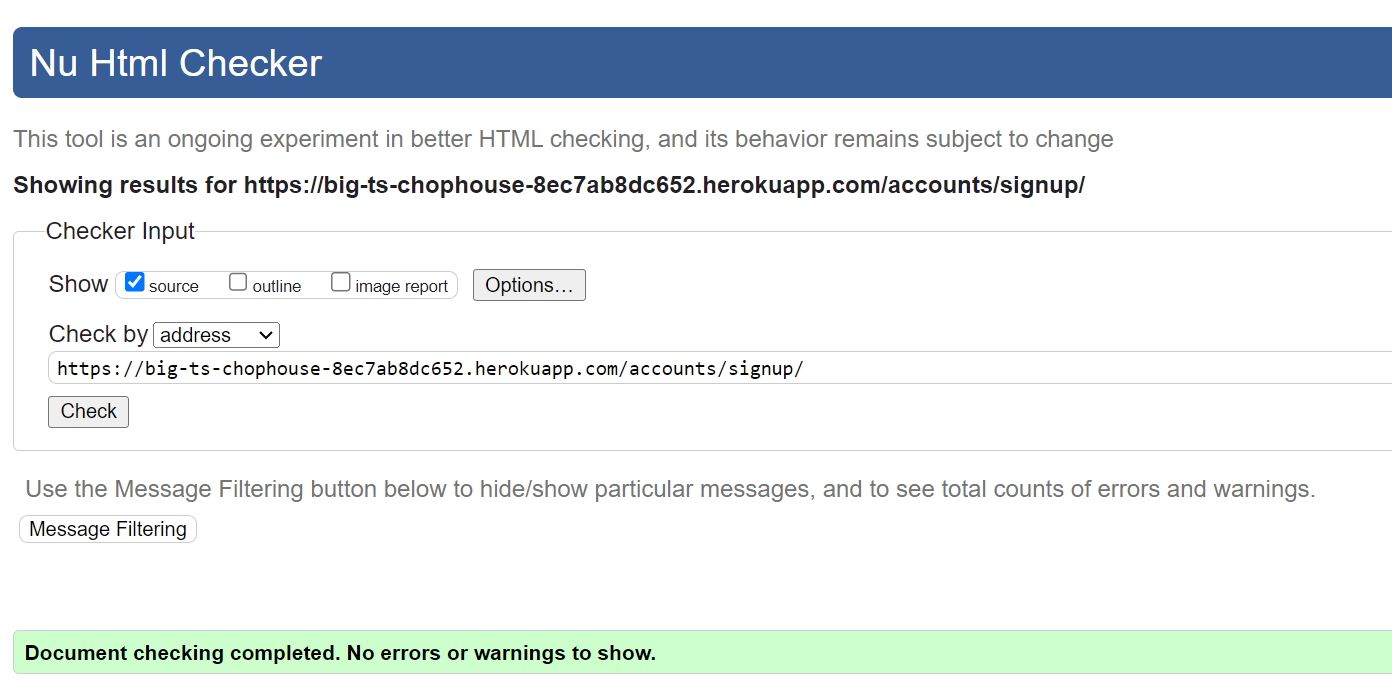 Nu Html Checker
This tool is an ongoing experiment in better HTML checking, and its behavior remains subject to change
Showing results for https://big-ts-chophouse-8ec7ab8dc652.herokuapp.com/accounts/signup/
Checker Input
Show source outline image report Options…
Check by address
https://big-ts-chophouse-8ec7ab8dc652.herokuapp.com/accounts/signup/
Check
Use the Message Filtering button below to hide/show particular messages, and to see total counts of errors and warnings.
Message Filtering
Document checking completed. No errors or warnings to show.